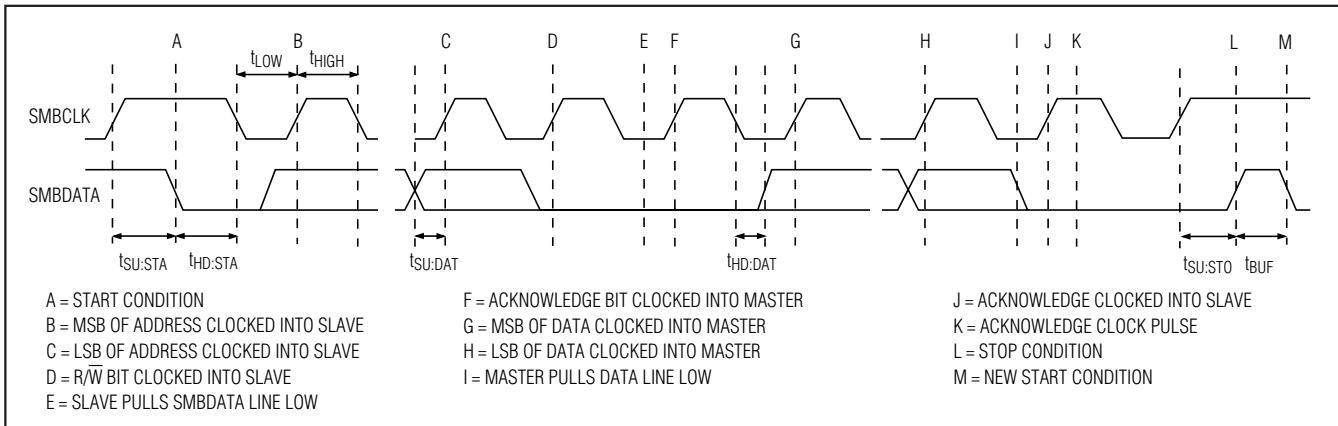 A B C D E F G H I J K L M
tLOW tHIGH
SMBCLK
SMBDATA
tSU:STA tHD:STA tSU:DAT tHD:DAT tSU:STO tBUF
A = START CONDITION
B = MSB OF ADDRESS CLOCKED INTO SLAVE
C = LSB OF ADDRESS CLOCKED INTO SLAVE
D = R/W̅ BIT CLOCKED INTO SLAVE
E = SLAVE PULLS SMBDATA LINE LOW
F = ACKNOWLEDGE BIT CLOCKED INTO MASTER
G = MSB OF DATA CLOCKED INTO MASTER
H = LSB OF DATA CLOCKED INTO MASTER
I = MASTER PULLS DATA LINE LOW
J = ACKNOWLEDGE CLOCKED INTO SLAVE
K = ACKNOWLEDGE CLOCK PULSE
L = STOP CONDITION
M = NEW START CONDITION